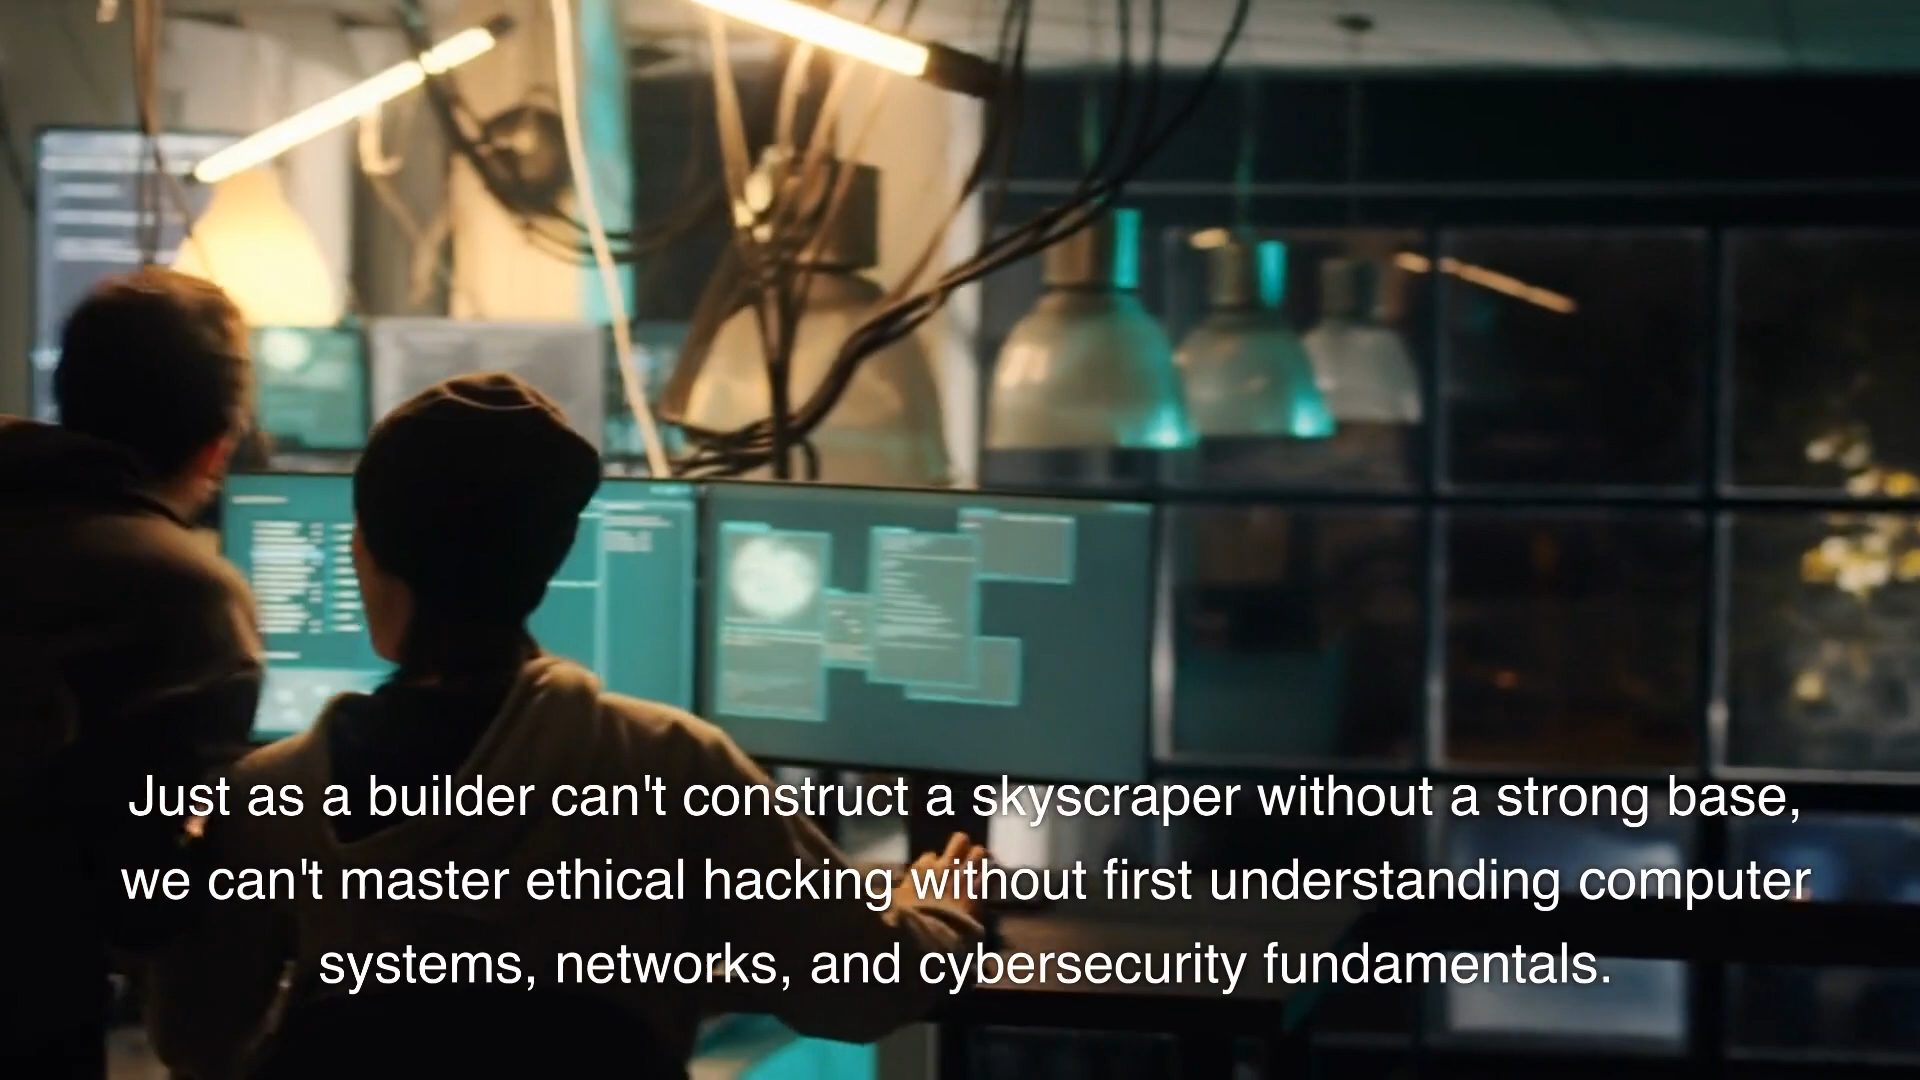 Just as a builder can't construct a skyscraper without a strong base,
we can't master ethical hacking without first understanding computer
systems, networks, and cybersecurity fundamentals.